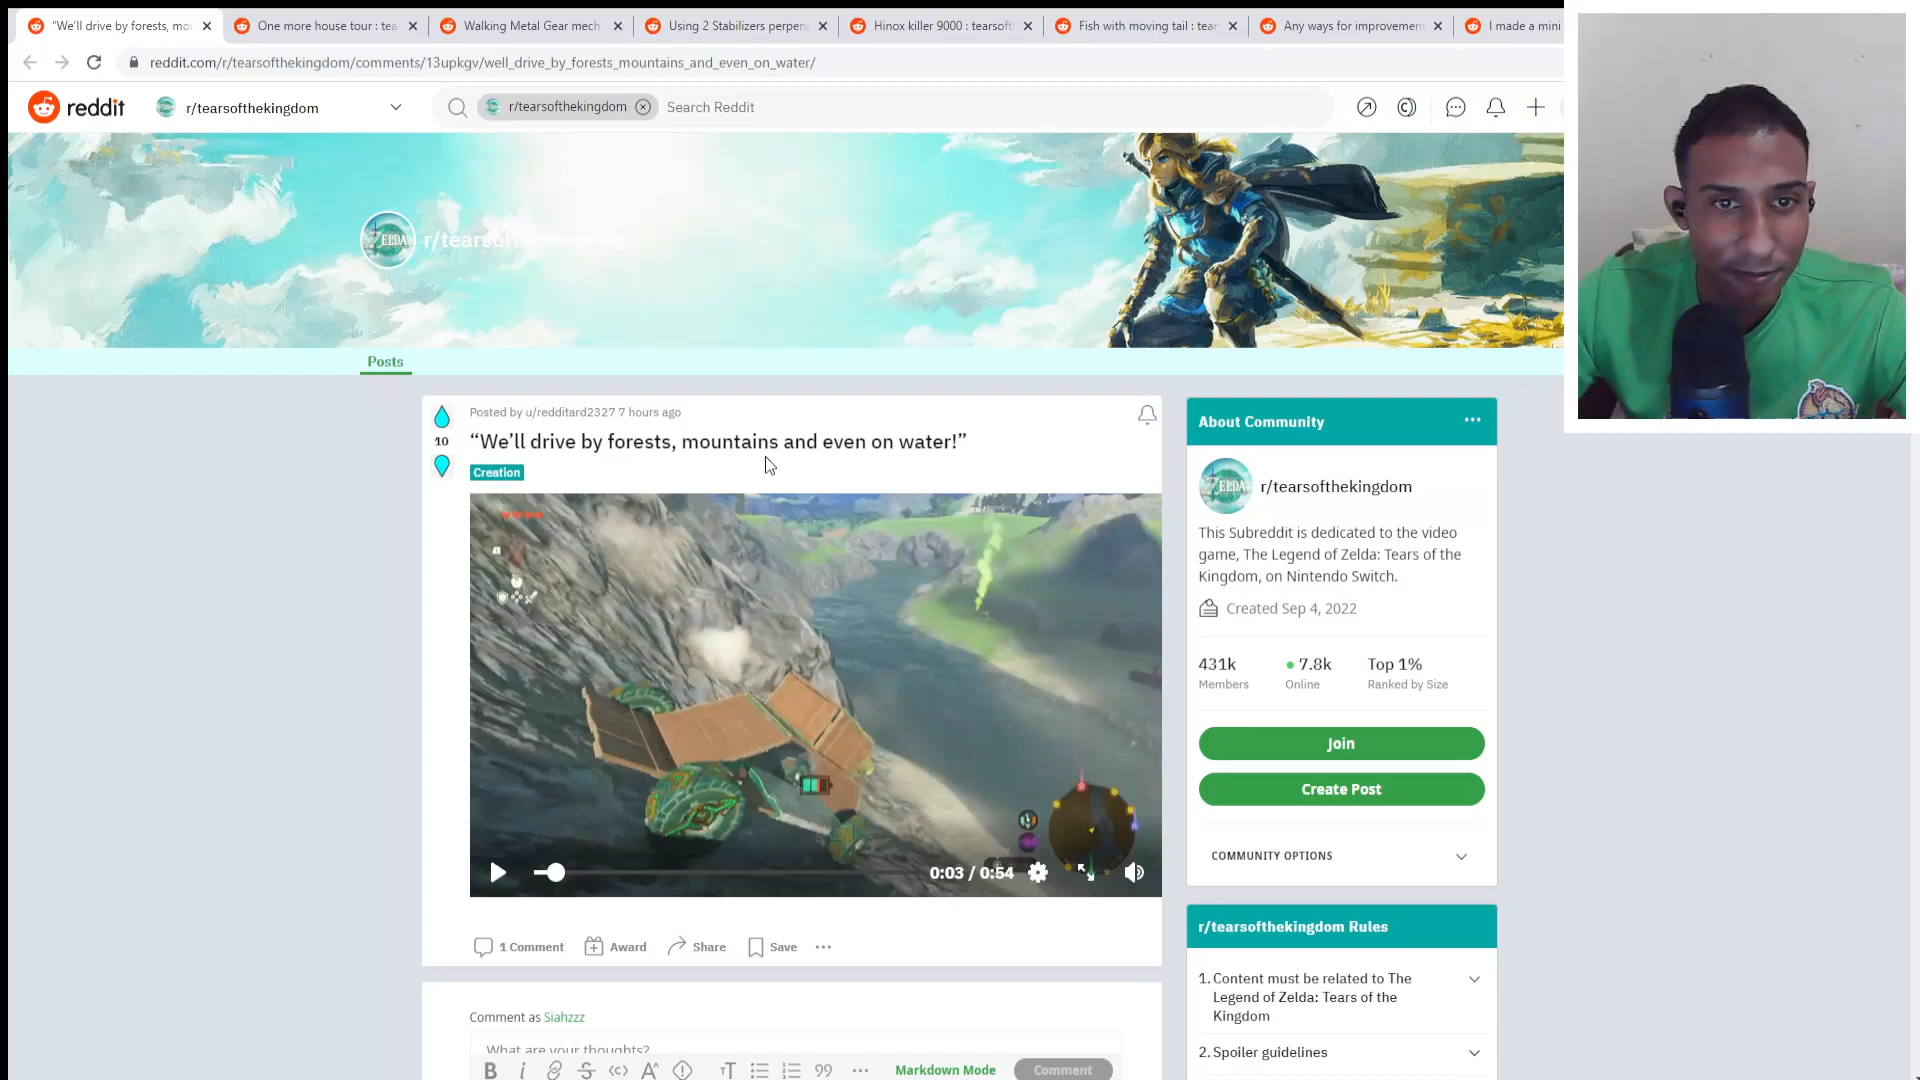 “We’ll drive by forests, mou
One more house tour : tea
Walking Metal Gear mech
Using 2 Stabilizers perpend
Hinox killer 9000 : tearsoft
Fish with moving tail : tear
Any ways for improvement
I made a mini
reddit.com/r/tearsofthekingdom/comments/13upkgv/well_drive_by_forests_mountains_and_even_on_water/
reddit
r/tearsofthekingdom
r/tearsofthekingdom
Search Reddit
ZELDA
Posts
Posted by u/redditard2327 7 hours ago
10
“We’ll drive by forests, mountains and even on water!”
Creation
0:03 / 0:54
1 Comment
Award
Share
Save
Comment as Siahzzz
What are your thoughts?
Markdown Mode
Comment
About Community
ZELDA
r/tearsofthekingdom
This Subreddit is dedicated to the video
game, The Legend of Zelda: Tears of the
Kingdom, on Nintendo Switch.
Created Sep 4, 2022
431k
7.8k
Top 1%
Members
Online
Ranked by Size
Join
Create Post
COMMUNITY OPTIONS
r/tearsofthekingdom Rules
1. Content must be related to The
Legend of Zelda: Tears of the
Kingdom
2. Spoiler guidelines